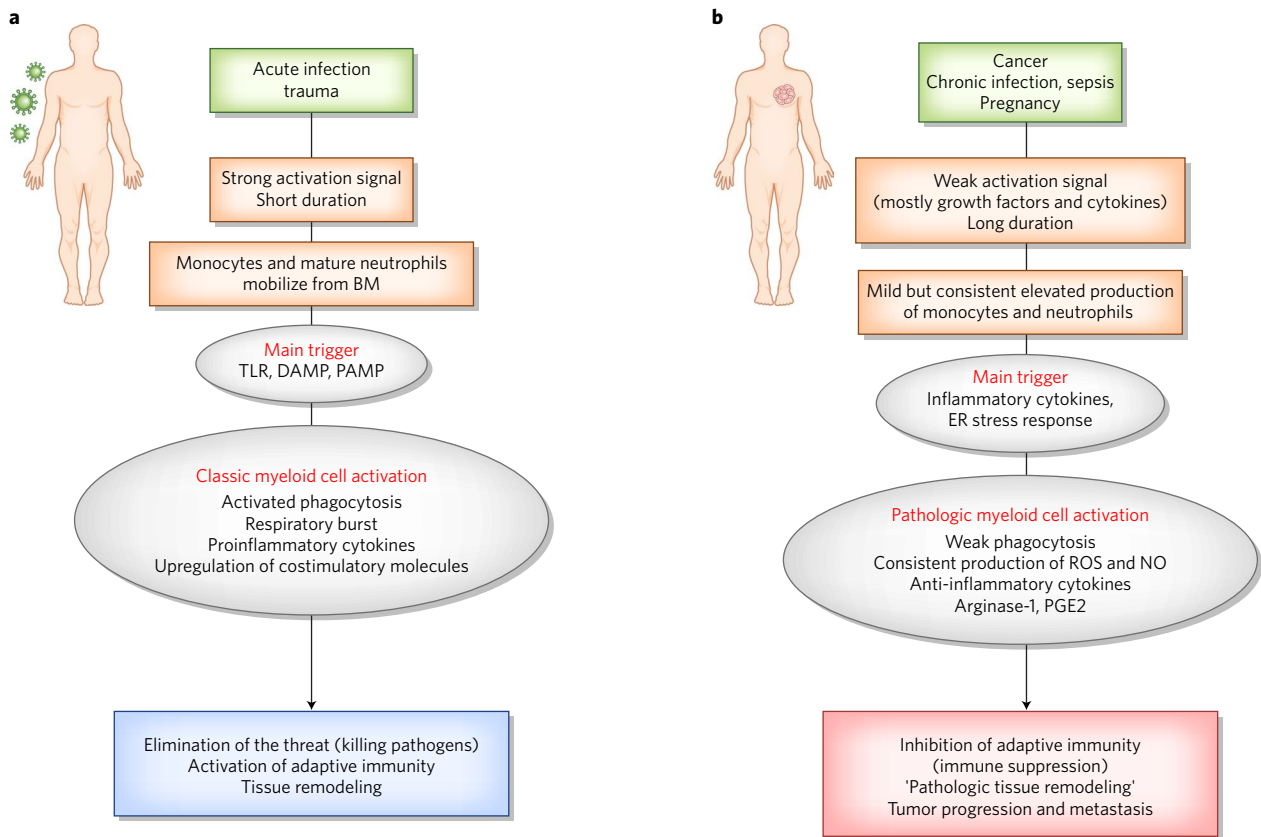 a
Acute infection
trauma
Strong activation signal
Short duration
Monocytes and mature neutrophils
mobilize from BM
Main trigger
TLR, DAMP, PAMP
Classic myeloid cell activation
Activated phagocytosis
Respiratory burst
Proinflammatory cytokines
Upregulation of costimulatory molecules
Elimination of the threat (killing pathogens)
Activation of adaptive immunity
Tissue remodeling
b
Cancer
Chronic infection, sepsis
Pregnancy
Weak activation signal
(mostly growth factors and cytokines)
Long duration
Mild but consistent elevated production
of monocytes and neutrophils
Main trigger
Inflammatory cytokines,
ER stress response
Pathologic myeloid cell activation
Weak phagocytosis
Consistent production of ROS and NO
Anti-inflammatory cytokines
Arginase-1, PGE2
Inhibition of adaptive immunity
(immune suppression)
'Pathologic tissue remodeling'
Tumor progression and metastasis